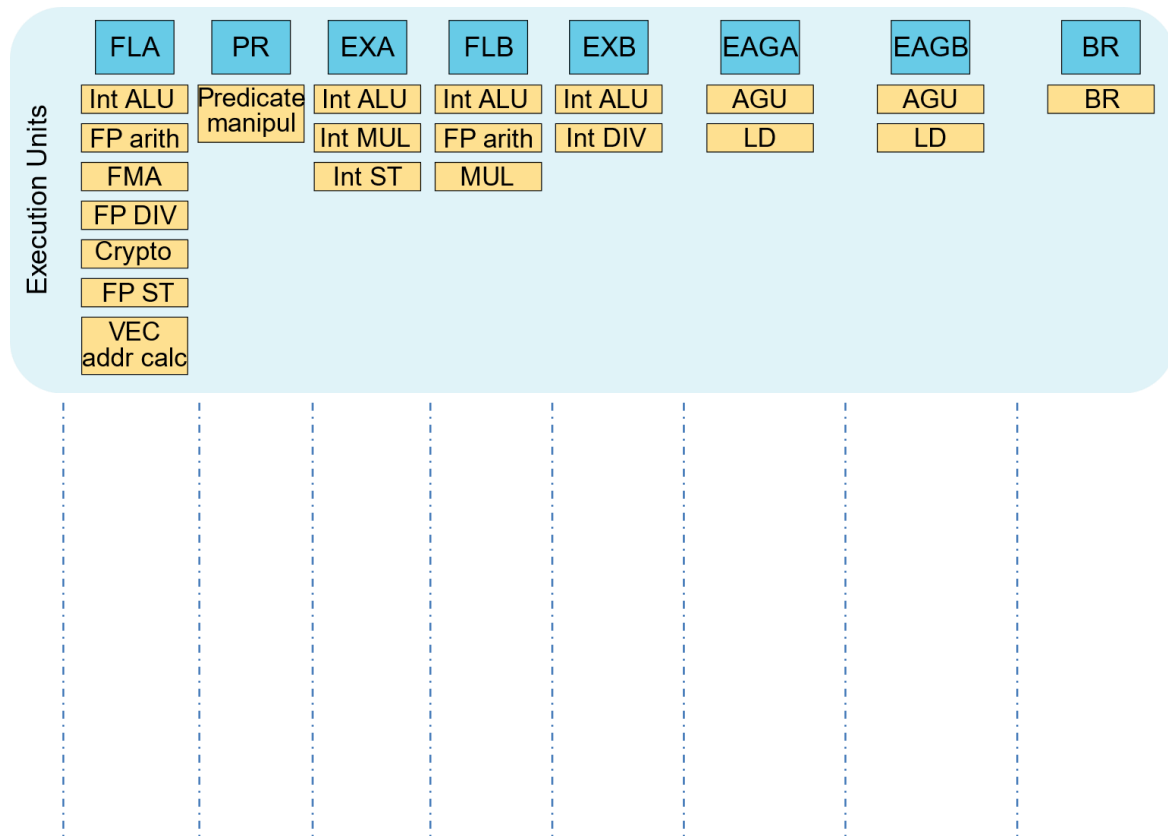 Execution Units
FLA
PR
EXA
FLB
EXB
EAGA
EAGB
BR
Int ALU
FP arith
FMA
FP DIV
Crypto
FP ST
VEC
addr calc
Predicate
manipul
Int ALU
Int MUL
Int ST
Int ALU
FP arith
MUL
Int ALU
Int DIV
AGU
LD
AGU
LD
BR